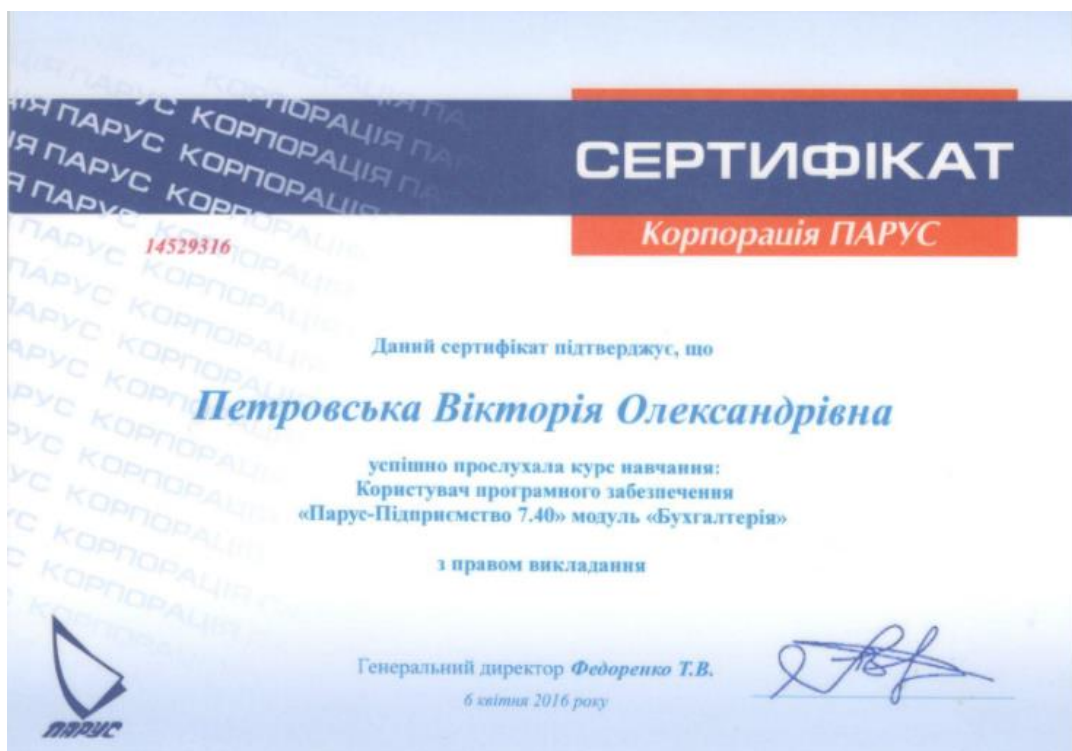 СЕРТИФІКАТ
Корпорація ПАРУС
14529316
Даний сертифікат підтверджує, що
Петровська Вікторія Олександрівна
успішно прослухала курс навчання:
Користувач програмного забезпечення
«Парус-Підприємство 7.40» модуль «Бухгалтерія»
з правом викладання
Генеральний директор Федоренко Т.В.
6 квітня 2016 року
ПАРУС